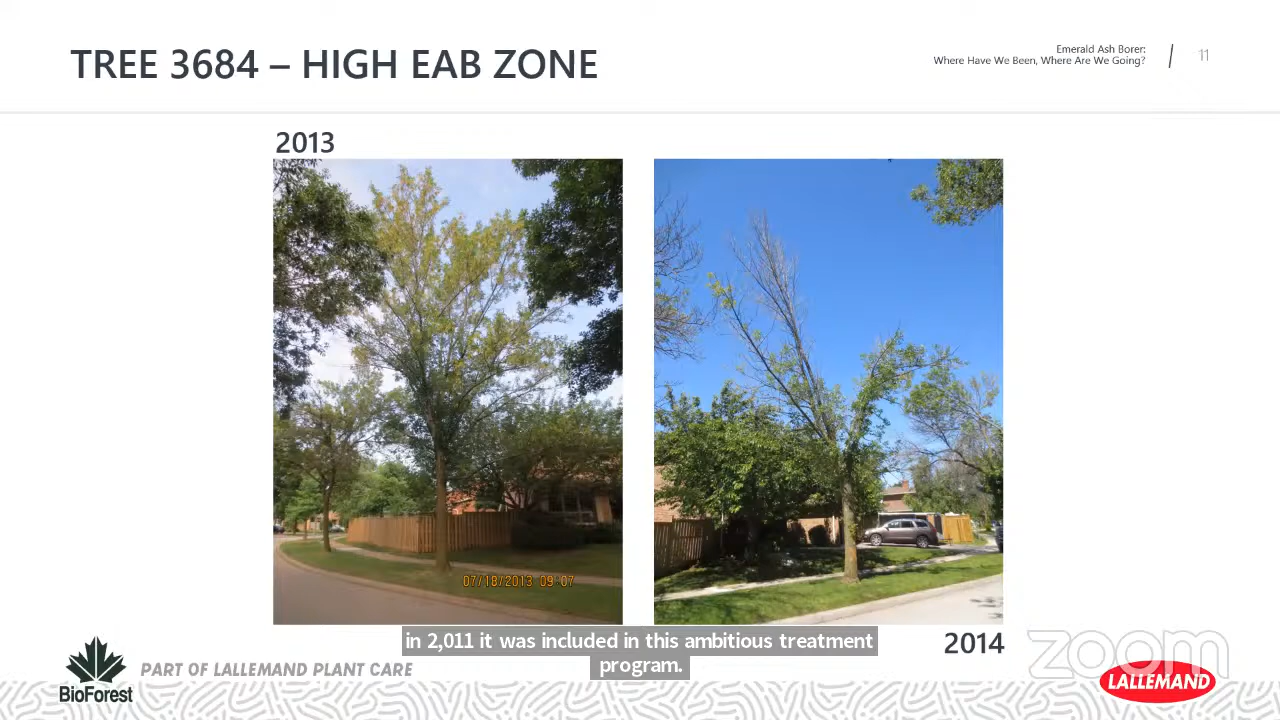 TREE 3684 – HIGH EAB ZONE
Emerald Ash Borer:
Where Have We Been, Where Are We Going?
11
2013
07/18/2013 09:07
in 2,011 it was included in this ambitious treatment
program.
2014
BioForest
PART OF LALLEMAND PLANT CARE
zoom
LALLEMAND